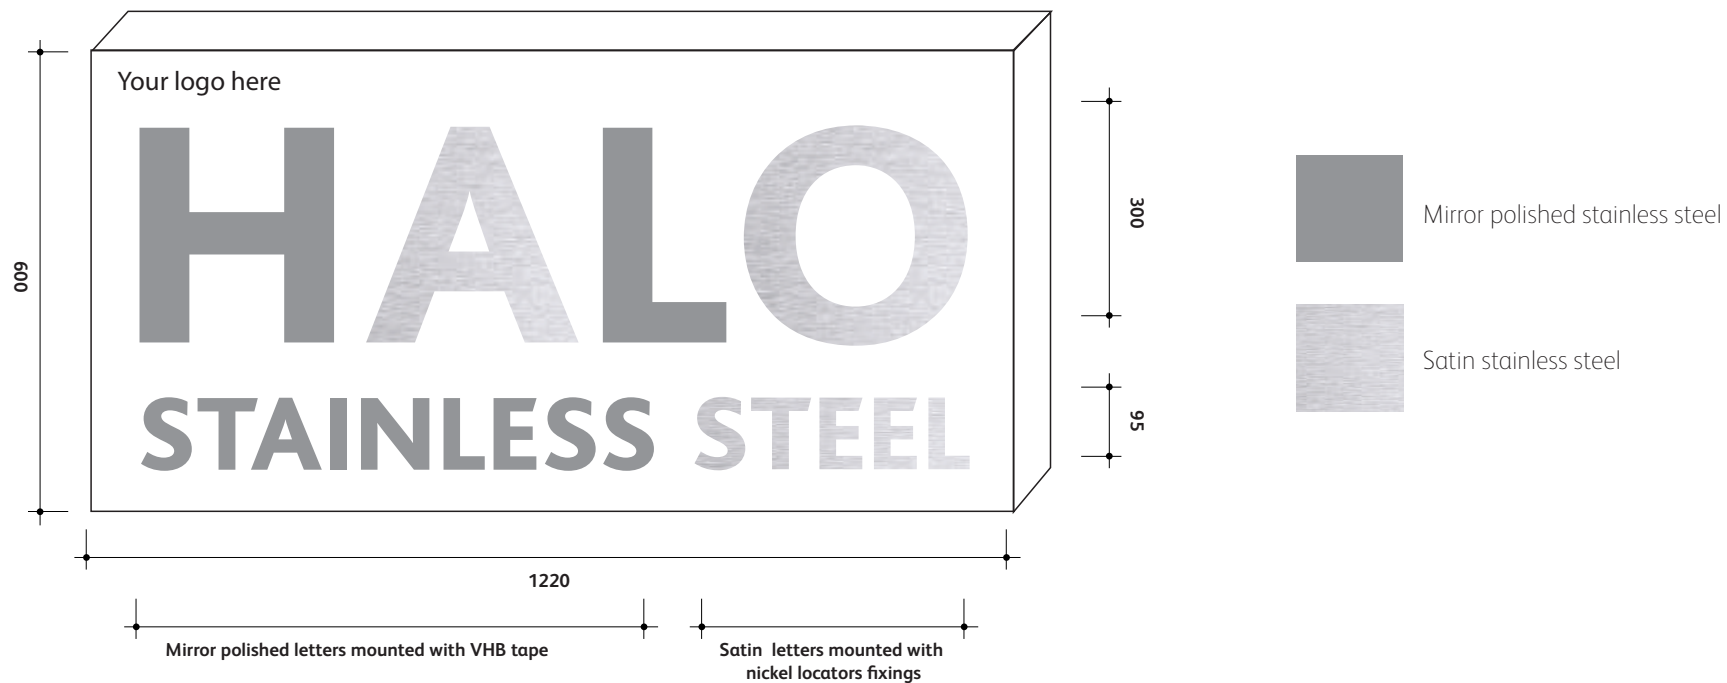 Your logo here
HALO
STAINLESS STEEL
600
300
95
1220
Mirror polished letters mounted with VHB tape
Satin letters mounted with
nickel locators fixings
Mirror polished stainless steel
Satin stainless steel